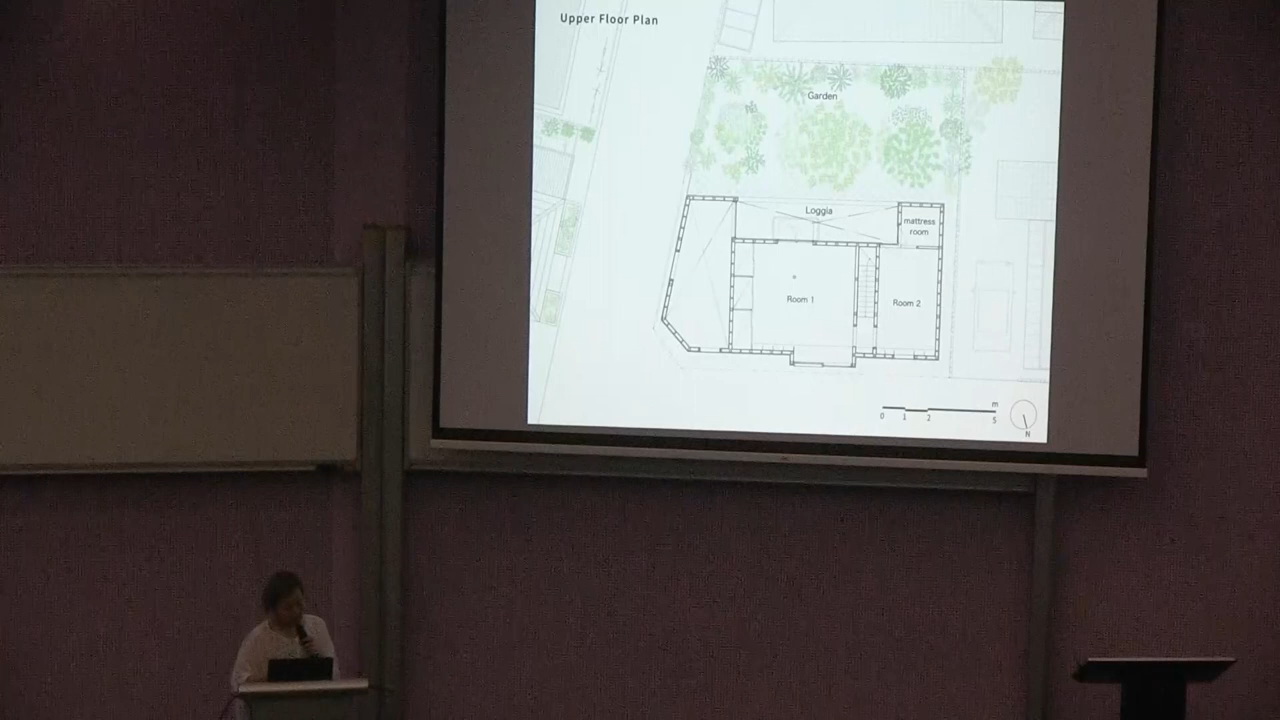 Upper Floor Plan
Garden
Loggia
mattress
room
Room 1
Room 2
m
0 1 2 5
N